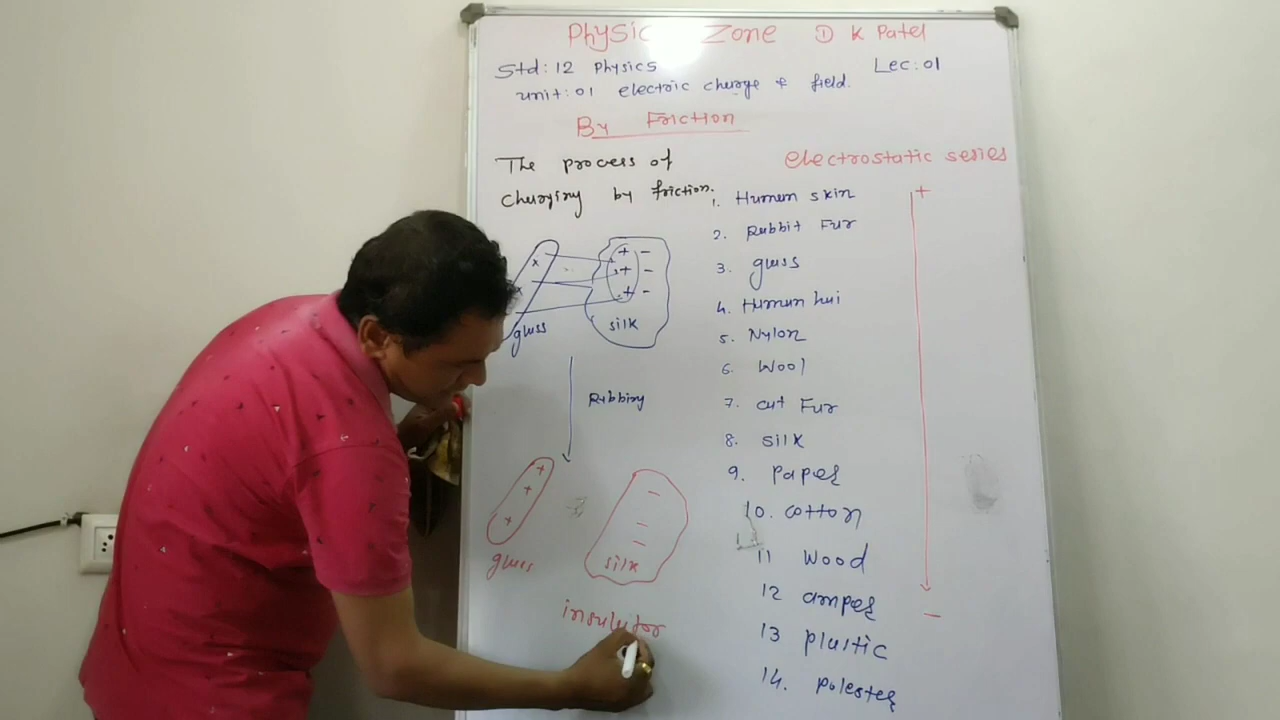 Physic Zone D K Patel
Std: 12 Physics Lec: 01
unit: 01 electric charge & field.
By Friction
The process of
charging by friction.
electrostatic series
+
1. Human skin
2. Rabbit Fur
3. glass
4. Human hai
5. Nylon
6. Wool
7. cat Fur
8. silk
9. Paper
10. cotton
11 wood
12 amper
13 plastic
14. polester
−
+ −
+ −
+ −
glass silk
Rubbing
+ −
+ −
+ −
glass silk
insulator